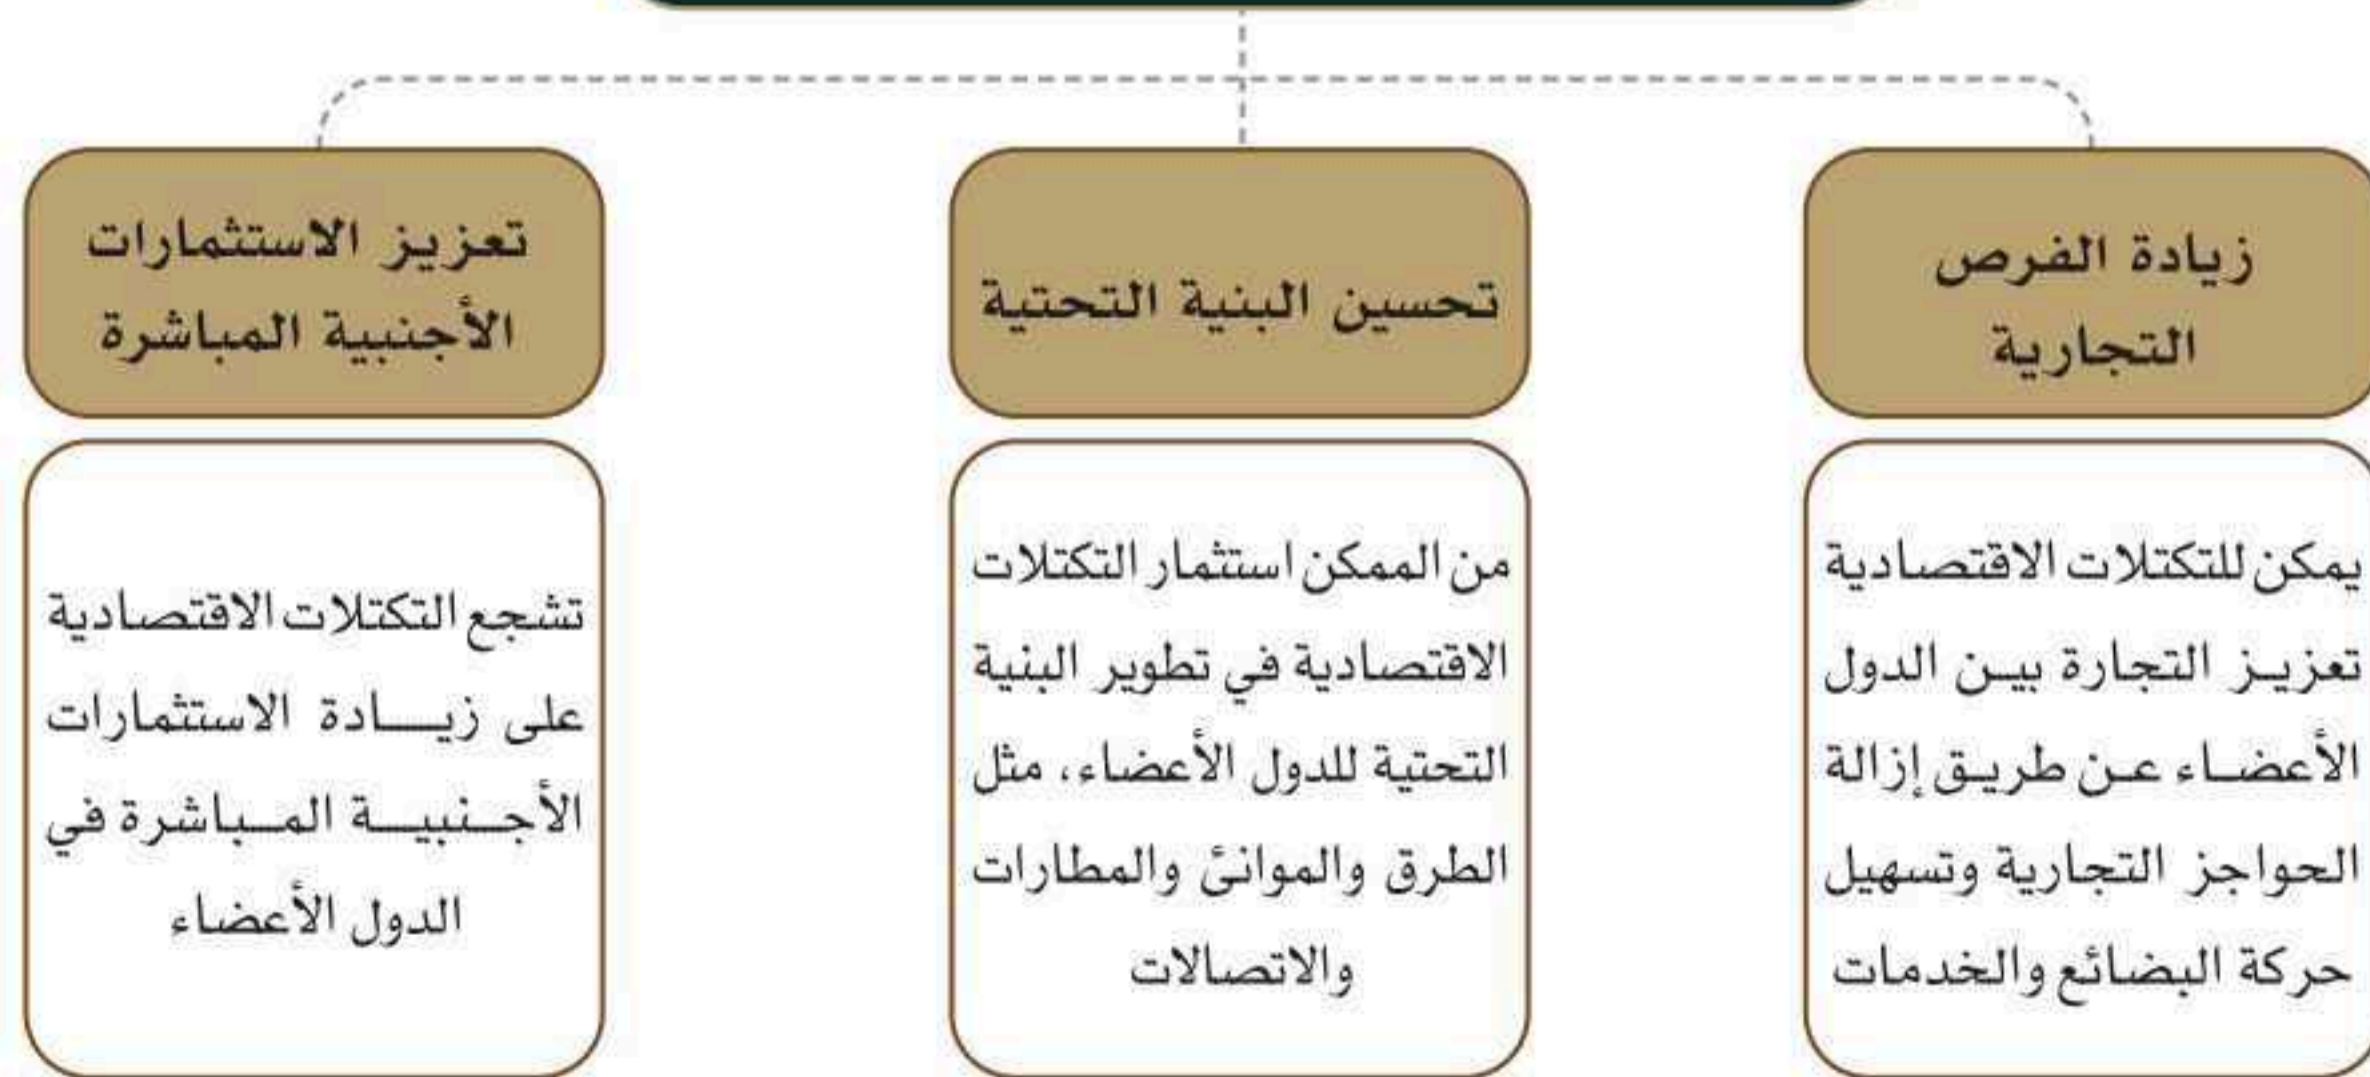 زيادة الفرص
التجارية
يمكن للتكتلات الاقتصادية
تعزيز التجارة بين الدول
الأعضاء عن طريق إزالة
الحواجز التجارية وتسهيل
حركة البضائع والخدمات
تحسين البنية التحتية
من الممكن استثمار التكتلات
الاقتصادية في تطوير البنية
التحتية للدول الأعضاء، مثل
الطرق والموانئ والمطارات
والاتصالات
تعزيز الاستثمارات
الأجنبية المباشرة
تشجع التكتلات الاقتصادية
على زيادة الاستثمارات
الأجنبية المباشرة في
الدول الأعضاء